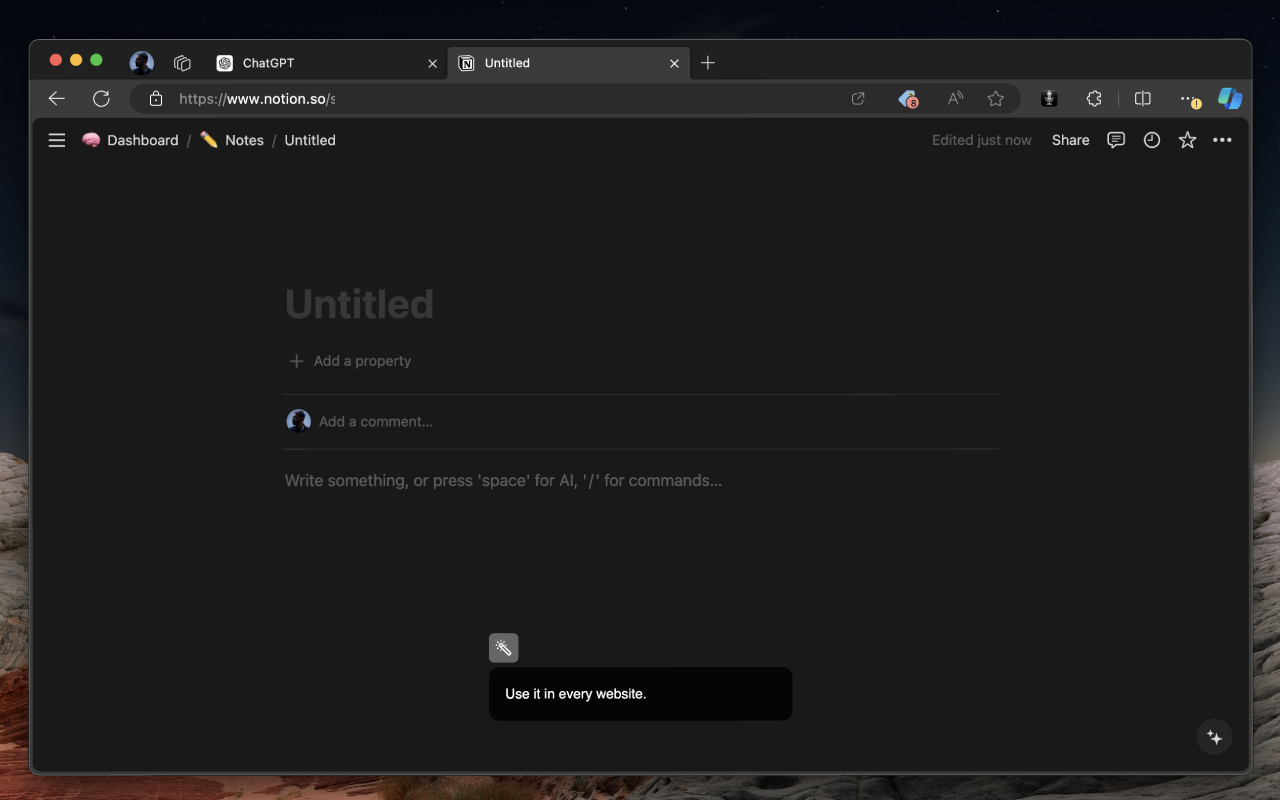 ChatGPT
Untitled
https://www.notion.so/s
8
Dashboard / Notes / Untitled
Edited just now
Share
Untitled
Add a property
Add a comment...
Write something, or press 'space' for AI, '/' for commands...
Use it in every website.